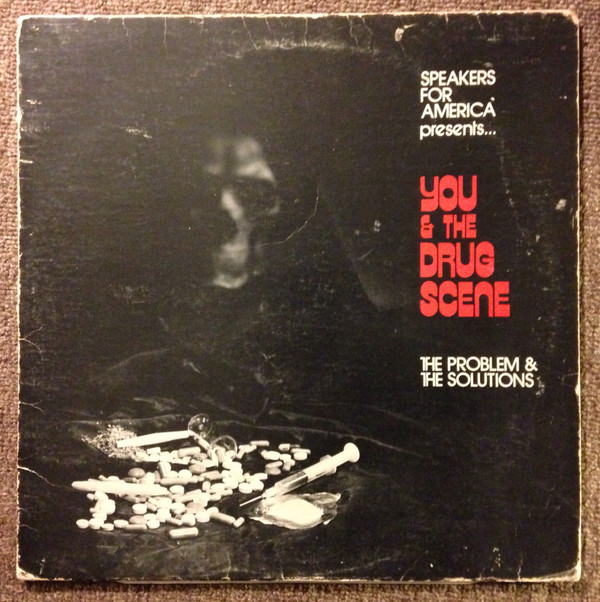 SPEAKERS
FOR
AMERICA
presents...
YOU
& THE
DRUG
SCENE
THE PROBLEM &
THE SOLUTIONS